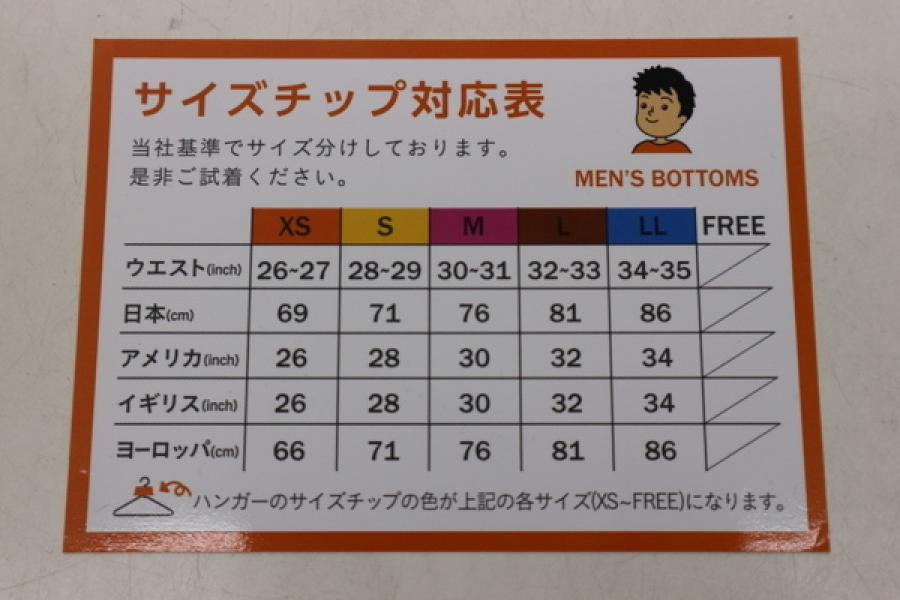 サイズチップ対応表
当社基準でサイズ分けしております。
是非ご試着ください。
MEN'S BOTTOMS
XS S M L LL FREE
ウエスト(inch) 26~27 28~29 30~31 32~33 34~35
日本(cm) 69 71 76 81 86
アメリカ(inch) 26 28 30 32 34
イギリス(inch) 26 28 30 32 34
ヨーロッパ(cm) 66 71 76 81 86
ハンガーのサイズチップの色が上記の各サイズ(XS~FREE)になります。